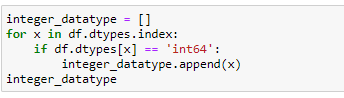 integer_datatype = []
for x in df.dtypes.index:
    if df.dtypes[x] == 'int64':
        integer_datatype.append(x)
integer_datatype